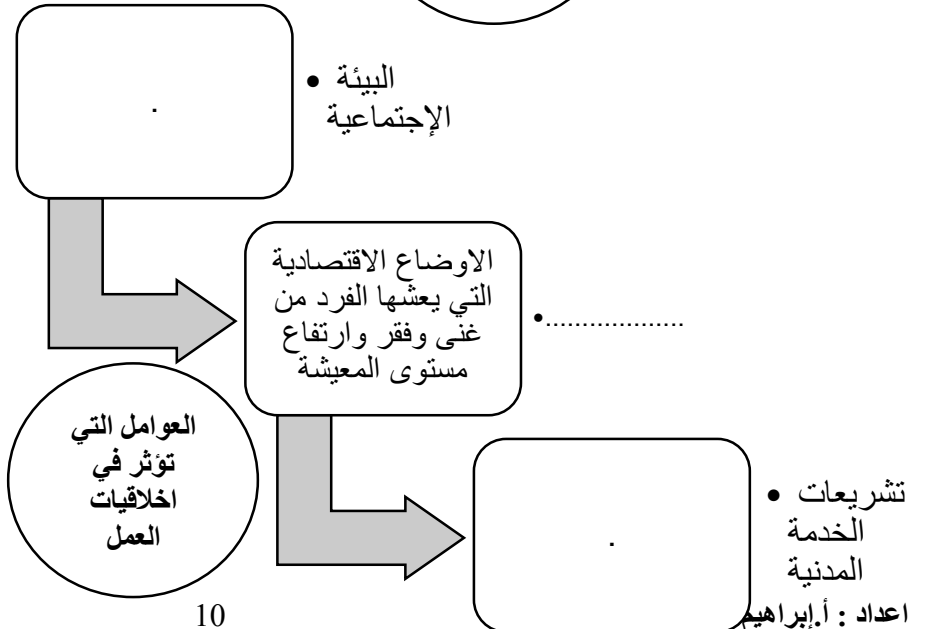 .
البيئة •
الإجتماعية
الاوضاع الاقتصادية
التي يعشها الفرد من
غنى وفقر وارتفاع
مستوى المعيشة
•...................
العوامل التي
تؤثر في
اخلاقيات
العمل
.
تشريعات •
الخدمة
المدنية
اعداد : أ.إبراهيم
10